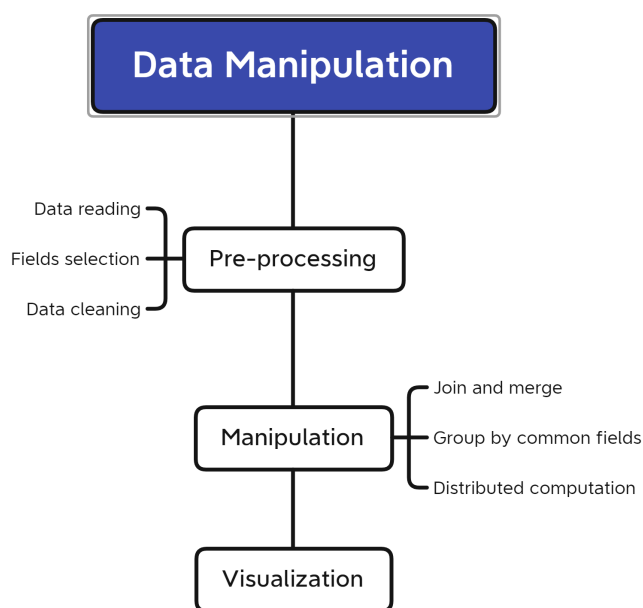 Data Manipulation
Data reading
Fields selection
Data cleaning
Pre-processing
Manipulation
Join and merge
Group by common fields
Distributed computation
Visualization